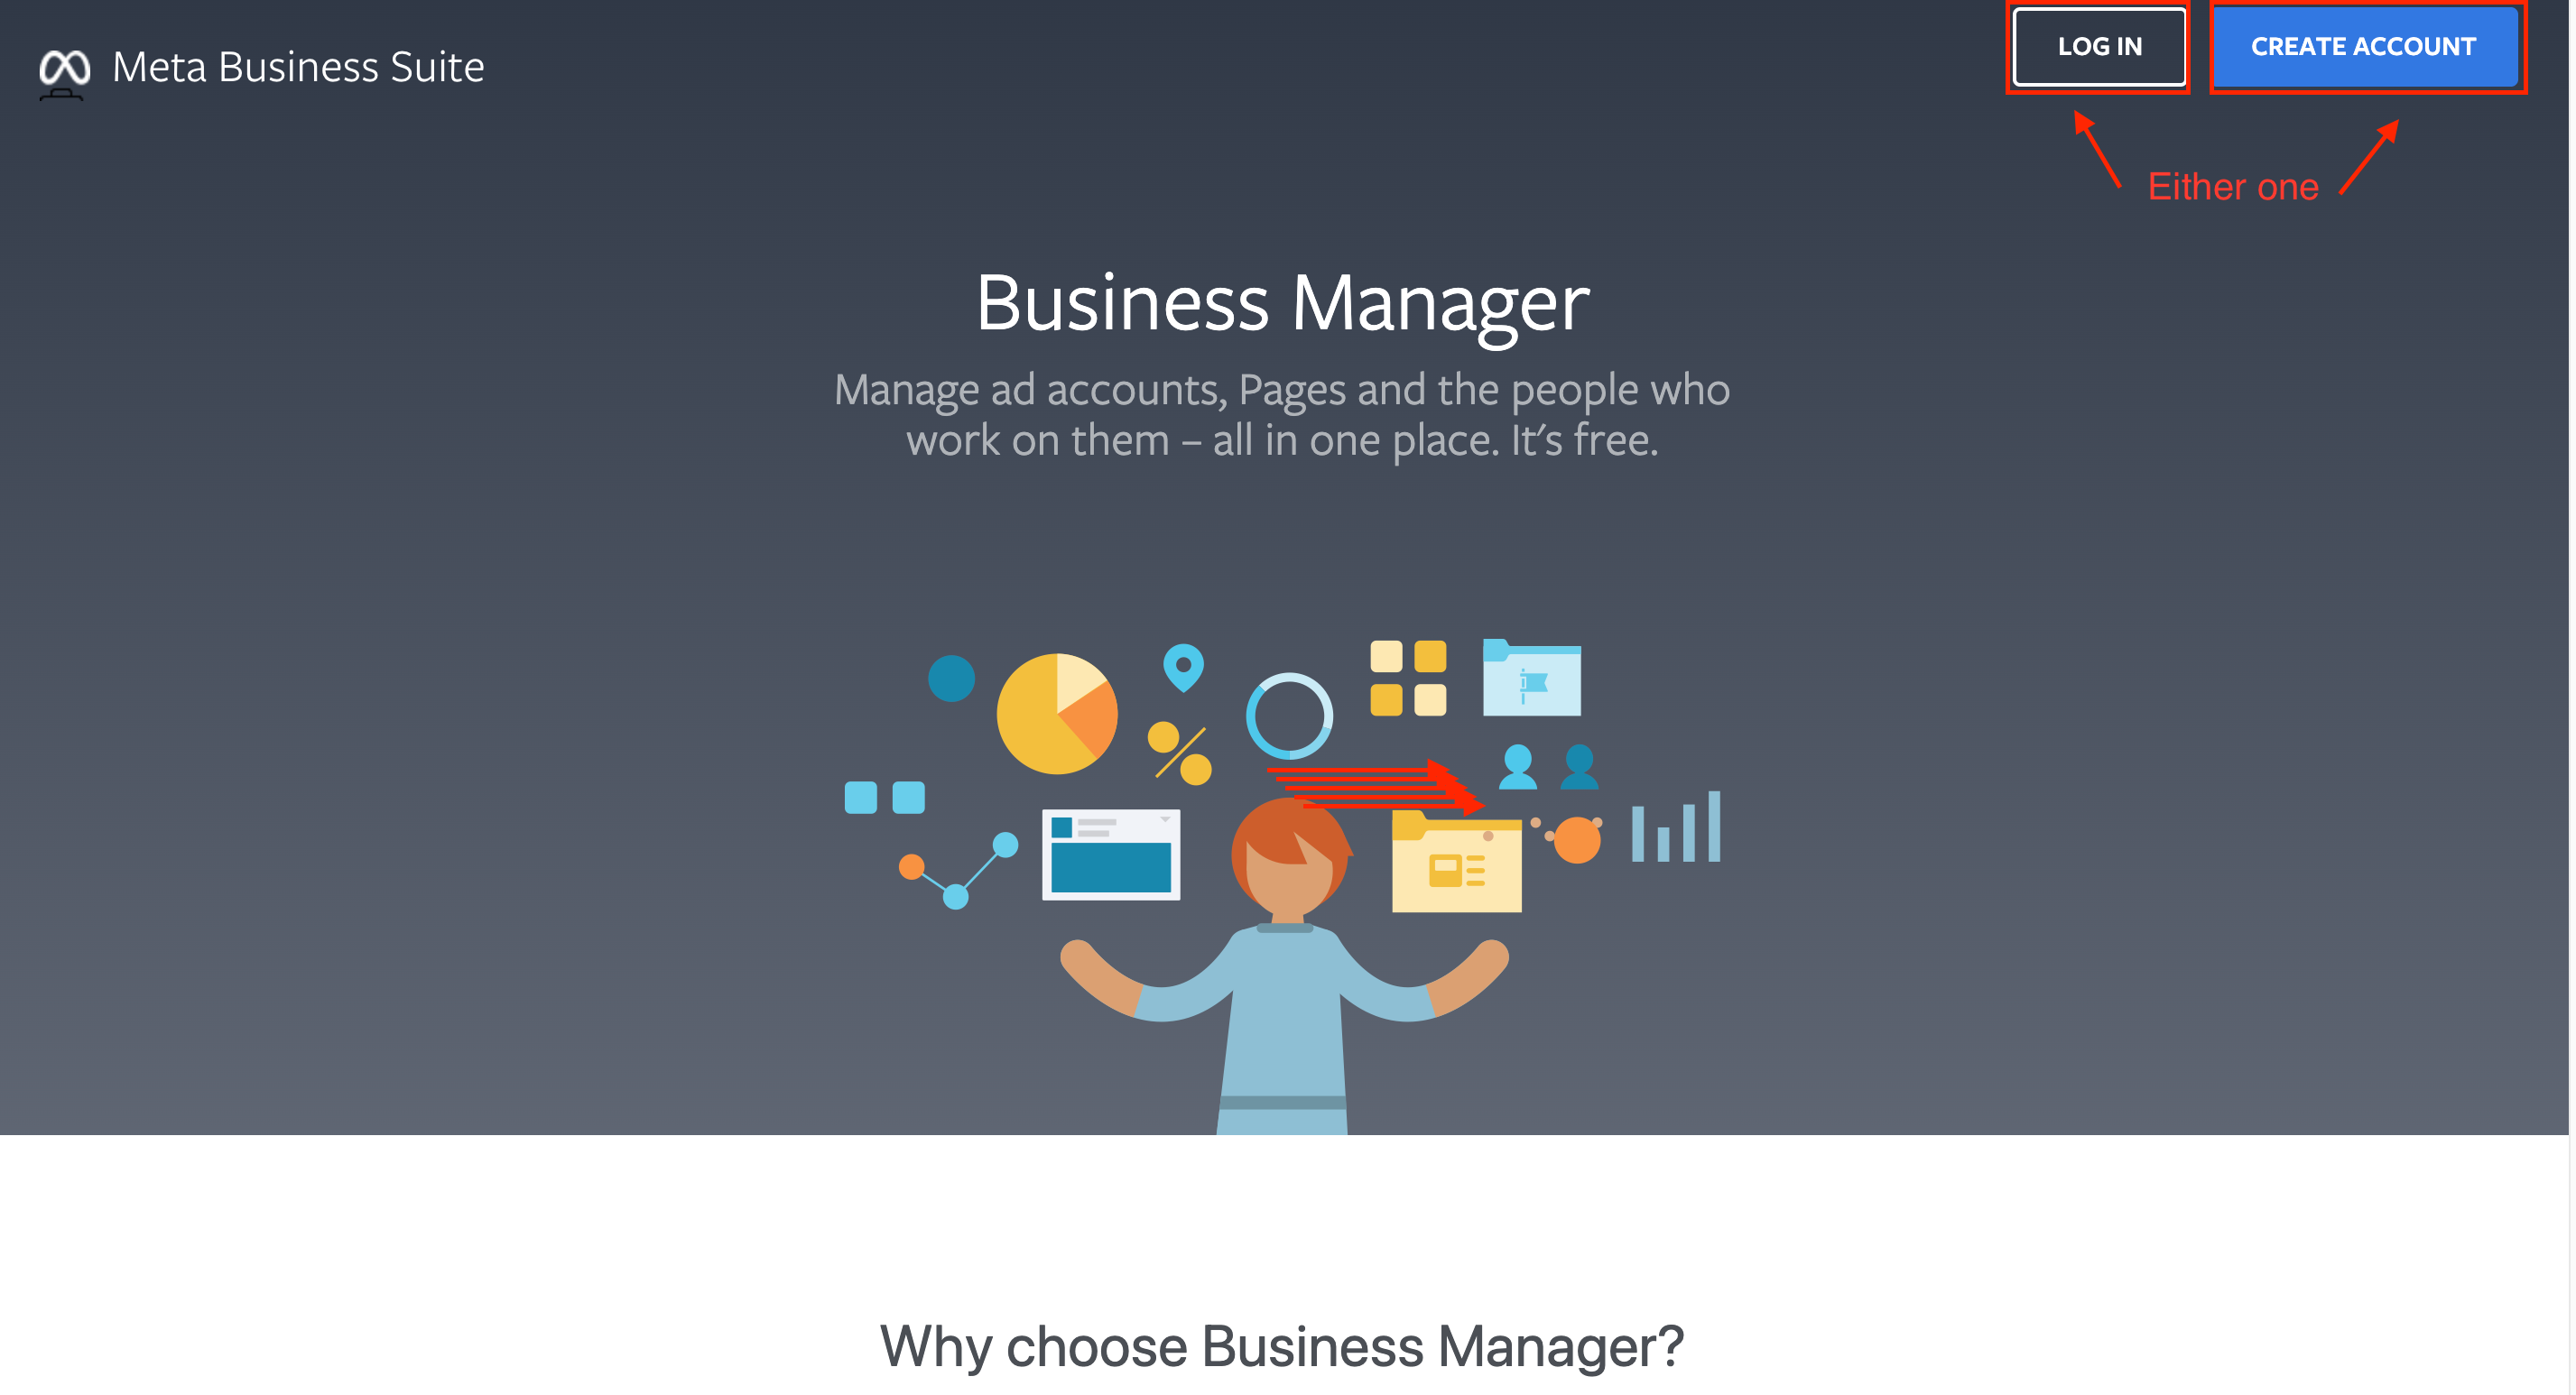 Meta Business Suite
LOG IN
CREATE ACCOUNT
Either one
Business Manager
Manage ad accounts, Pages and the people who
work on them – all in one place. It's free.
Why choose Business Manager?